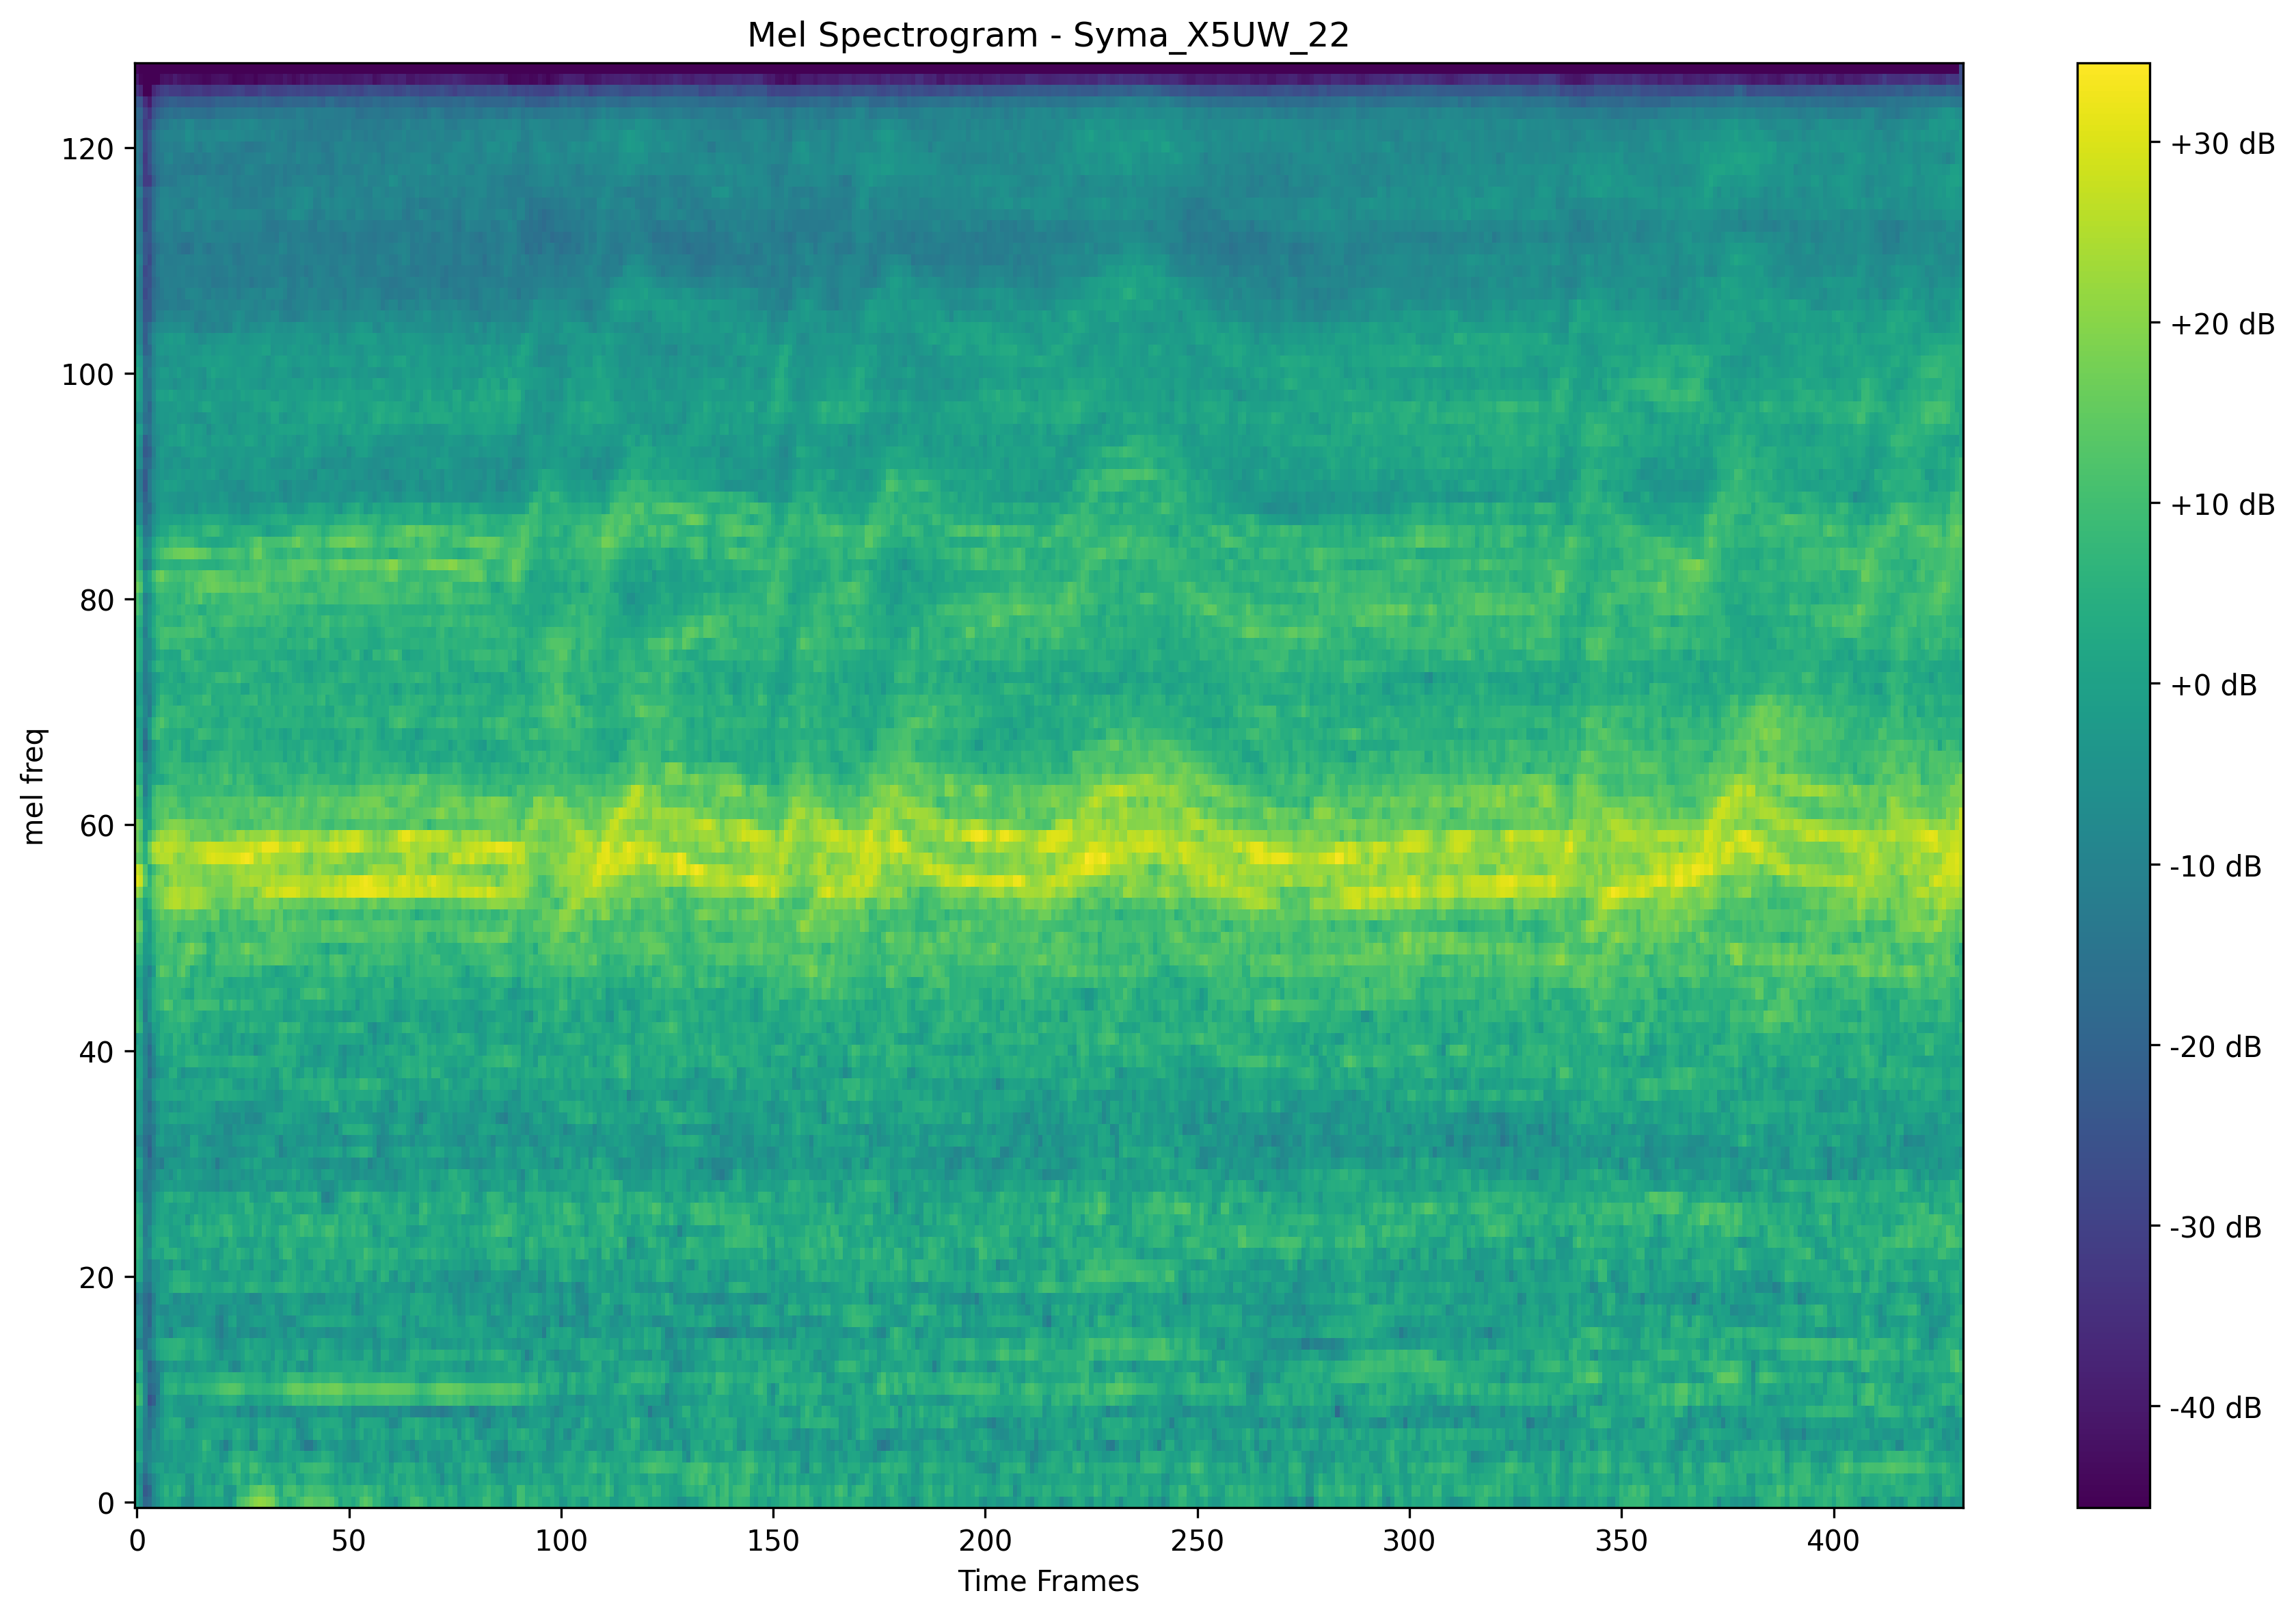 Mel Spectrogram - Syma_X5UW_22
mel freq
120
100
80
60
40
20
0
0 50 100 150 200 250 300 350 400
Time Frames
+30 dB
+20 dB
+10 dB
+0 dB
-10 dB
-20 dB
-30 dB
-40 dB